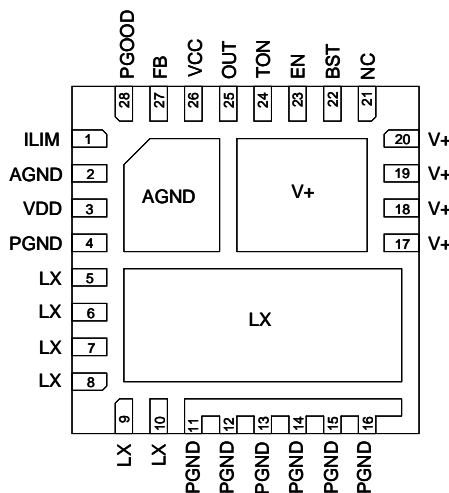 PGOOD FB VCC OUT TON EN BST NC
28 27 26 25 24 23 22 21
ILIM 1 20 V+
AGND 2 19 V+
AGND V+
VDD 3 18 V+
PGND 4 17 V+
LX 5
LX 6
LX
LX 7
LX 8
9 10 11 12 13 14 15 16
LX LX PGND PGND PGND PGND PGND PGND